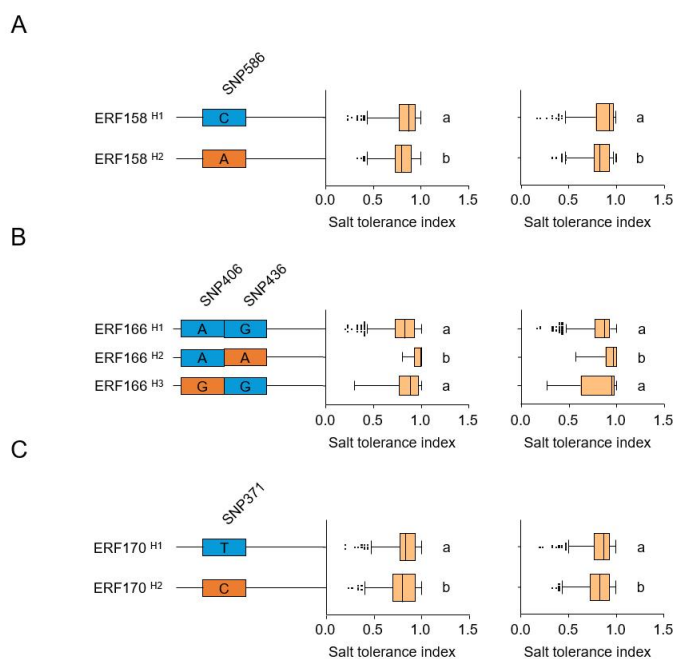 A
SNP586
ERF158 H1 C a a
ERF158 H2 A b b
0.0 0.5 1.0 1.5 0.0 0.5 1.0 1.5
Salt tolerance index Salt tolerance index
B
SNP406 SNP436
ERF166 H1 A G a a
ERF166 H2 A A b b
ERF166 H3 G G a a
0.0 0.5 1.0 1.5 0.0 0.5 1.0 1.5
Salt tolerance index Salt tolerance index
C
SNP371
ERF170 H1 T a a
ERF170 H2 C b b
0.0 0.5 1.0 1.5 0.0 0.5 1.0 1.5
Salt tolerance index Salt tolerance index